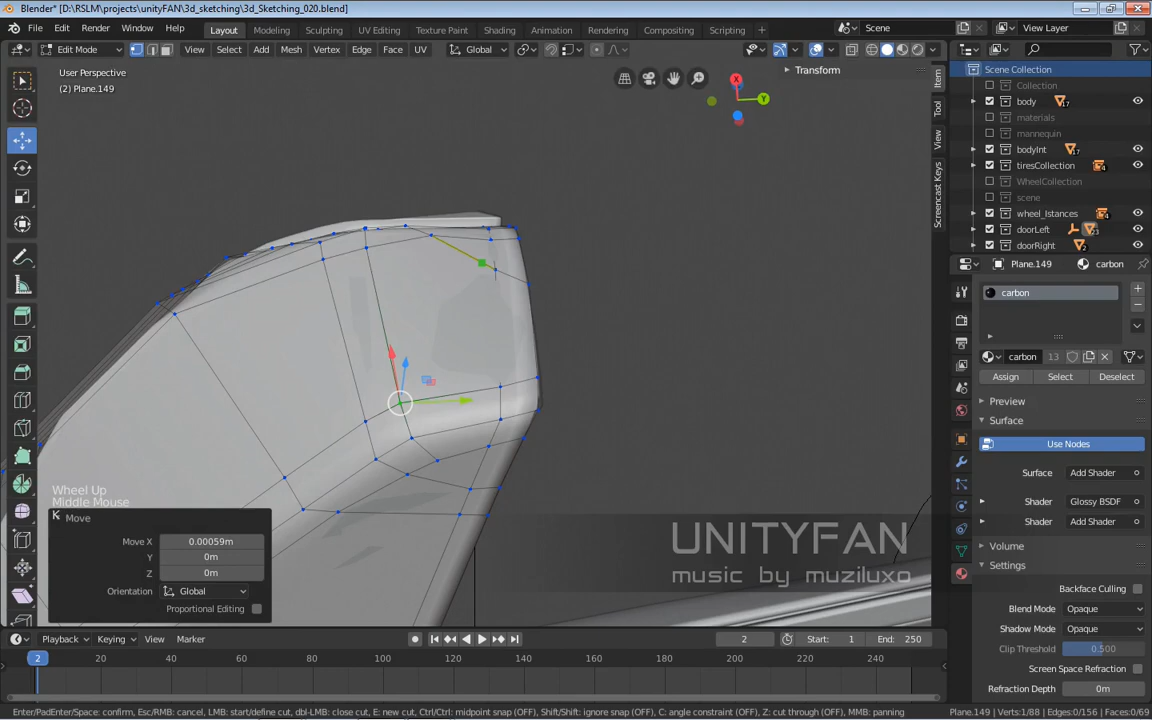 Blender* [D:\RSLM\projects\unityFAN\3d_sketching\3d_Sketching_020.blend]
File Edit Render Window Help Layout Modeling Sculpting UV Editing Texture Paint Shading Animation Rendering Compositing Scripting + Scene View Layer
Edit Mode View Select Add Mesh Vertex Edge Face UV Global
User Perspective
(2) Plane.149
Transform
Item
Tool
View
Screencast Keys
X
Y
Scene Collection
Collection
body 17
materials
mannequin
bodyInt 17
tiresCollection 4
WheelCollection
scene
wheel_Istances 4
doorLeft
doorRight 2
Plane.149 carbon
carbon
carbon 13
Assign Select Deselect
Preview
Surface
Use Nodes
Surface Add Shader
Shader Glossy BSDF
Shader Add Shader
Volume
Settings
Backface Culling
Blend Mode Opaque
Shadow Mode Opaque
Clip Threshold 0.500
Screen Space Refraction
Refraction Depth 0m
Wheel Up
Middle Mouse
Move
Move X 0.00059m
Y 0m
Z 0m
Orientation Global
Proportional Editing
UNITYFAN
music by muziluxo
Playback Keying View Marker 2 Start: 1 End: 250
2 20 40 60 80 100 120 140 160 180 200 220 240
Enter/PadEnter/Space: confirm, Esc/RMB: cancel, LMB: start/define cut, dbl-LMB: close cut, E: new cut, Ctrl/Ctrl: midpoint snap (OFF), Shift/Shift: ignore snap (OFF), C: angle constraint (OFF), Z: cut through (OFF), MMB: panning Plane.149 | Verts:1/88 | Edges:0/156 | Faces:0/69